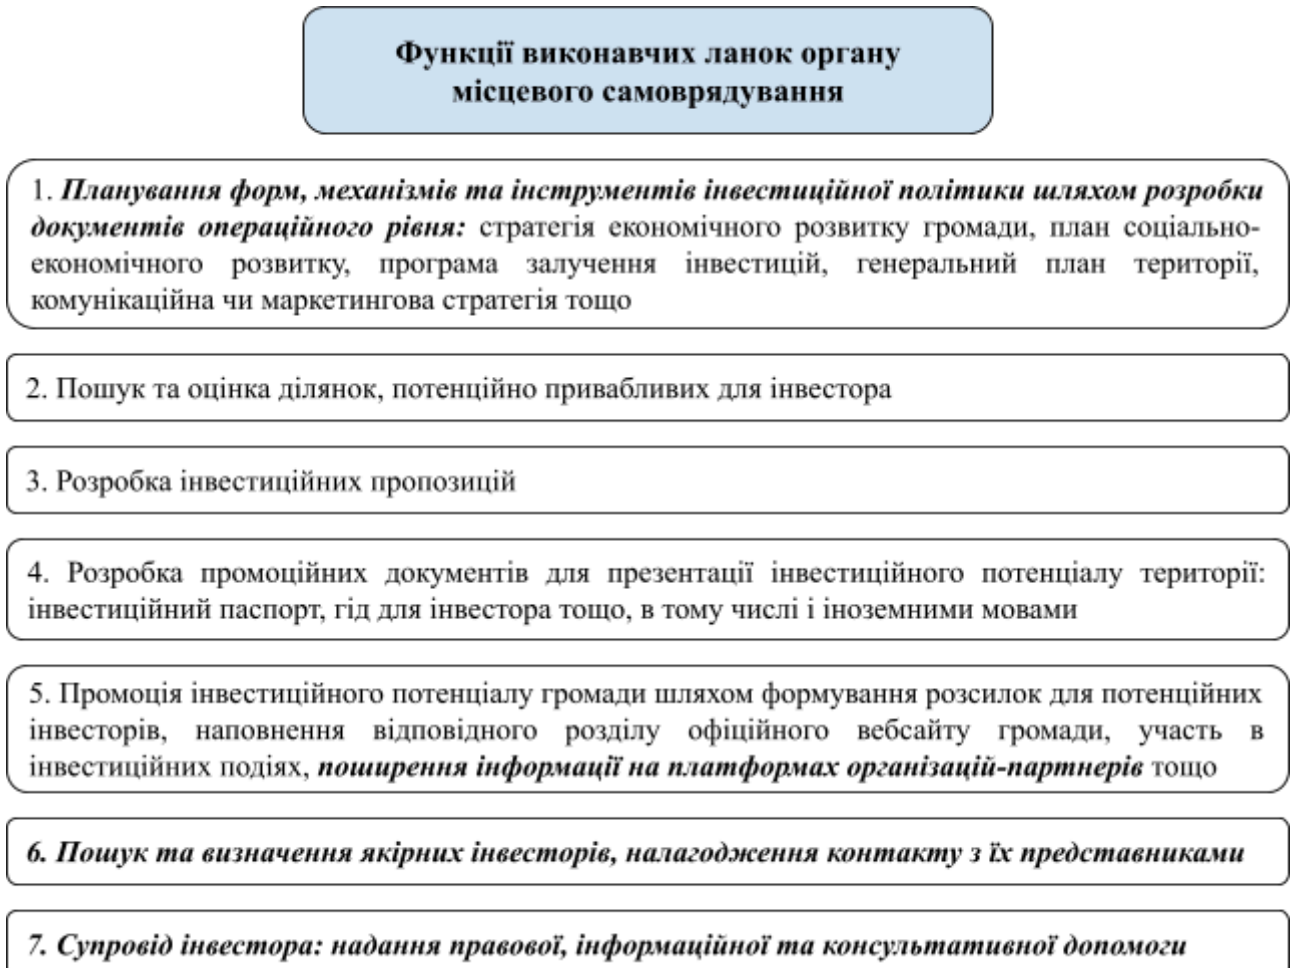 Функції виконавчих ланок органу
місцевого самоврядування
1. Планування форм, механізмів та інструментів інвестиційної політики шляхом розробки
документів операційного рівня: стратегія економічного розвитку громади, план соціально-
економічного розвитку, програма залучення інвестицій, генеральний план території,
комунікаційна чи маркетингова стратегія тощо
2. Пошук та оцінка ділянок, потенційно привабливих для інвестора
3. Розробка інвестиційних пропозицій
4. Розробка промоційних документів для презентації інвестиційного потенціалу території:
інвестиційний паспорт, гід для інвестора тощо, в тому числі і іноземними мовами
5. Промоція інвестиційного потенціалу громади шляхом формування розсилок для потенційних
інвесторів, наповнення відповідного розділу офіційного вебсайту громади, участь в
інвестиційних подіях, поширення інформації на платформах організацій-партнерів тощо
6. Пошук та визначення якірних інвесторів, налагодження контакту з їх представниками
7. Супровід інвестора: надання правової, інформаційної та консультативної допомоги